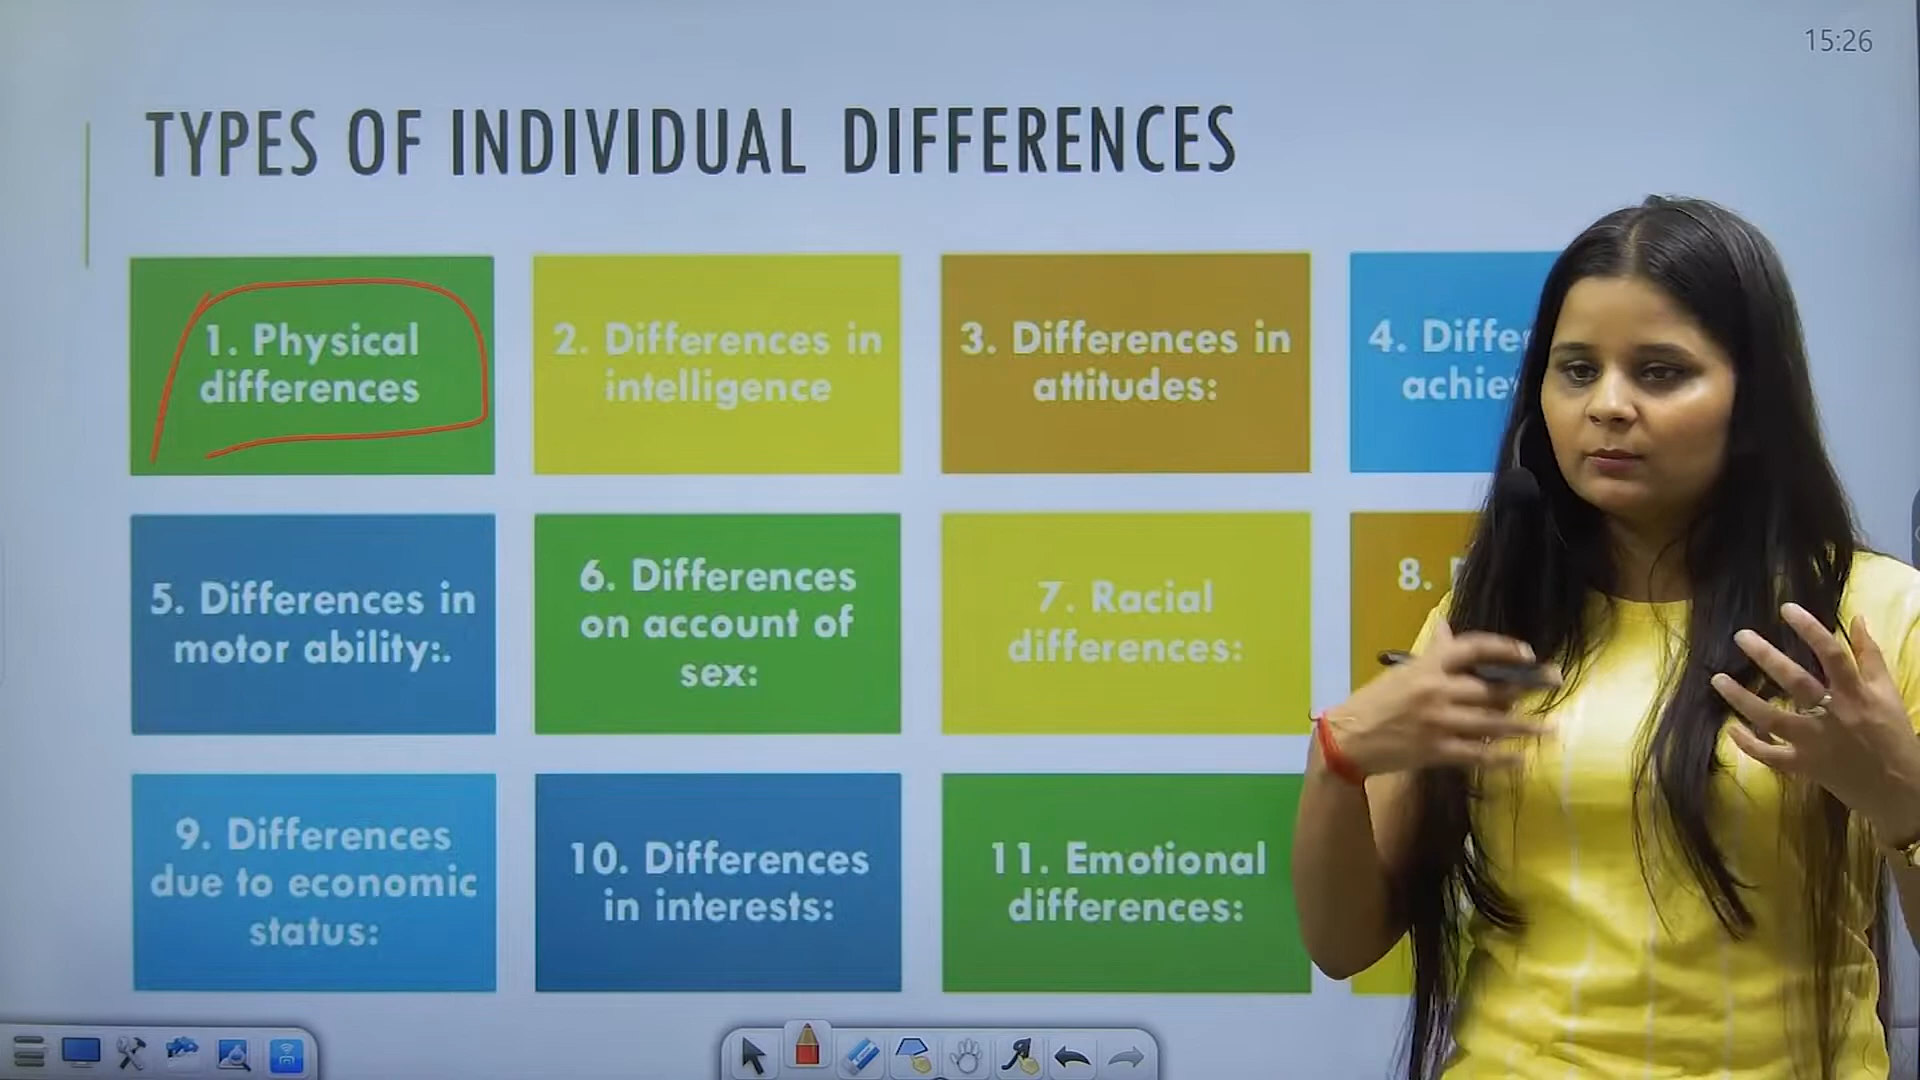 15:26
TYPES OF INDIVIDUAL DIFFERENCES
1. Physical
differences
2. Differences in
intelligence
3. Differences in
attitudes:
4.
5. Differences in
motor ability:.
6. Differences
on account of
sex:
7. Racial
differences:
8.
9. Differences
due to economic
status:
10. Differences
in interests:
11. Emotional
differences: